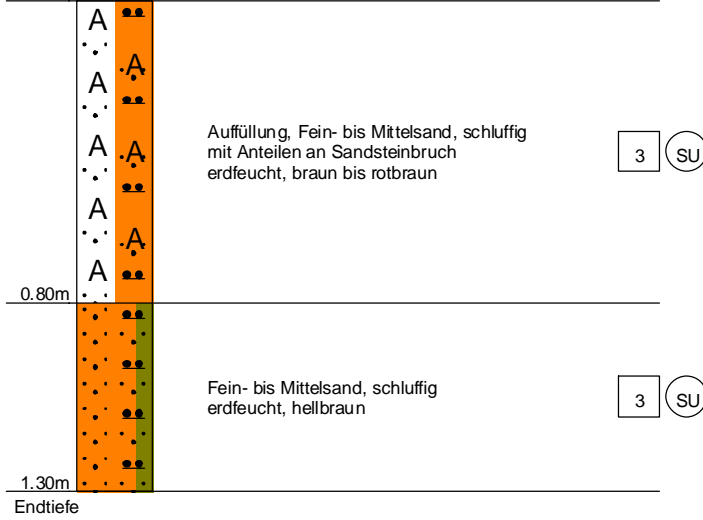 A
A
A
A
A
A
A
A
Auffüllung, Fein- bis Mittelsand, schluffig
mit Anteilen an Sandsteinbruch
erdfeucht, braun bis rotbraun
3 SU
0.80m
Fein- bis Mittelsand, schluffig
erdfeucht, hellbraun
3 SU
1.30m
Endtiefe